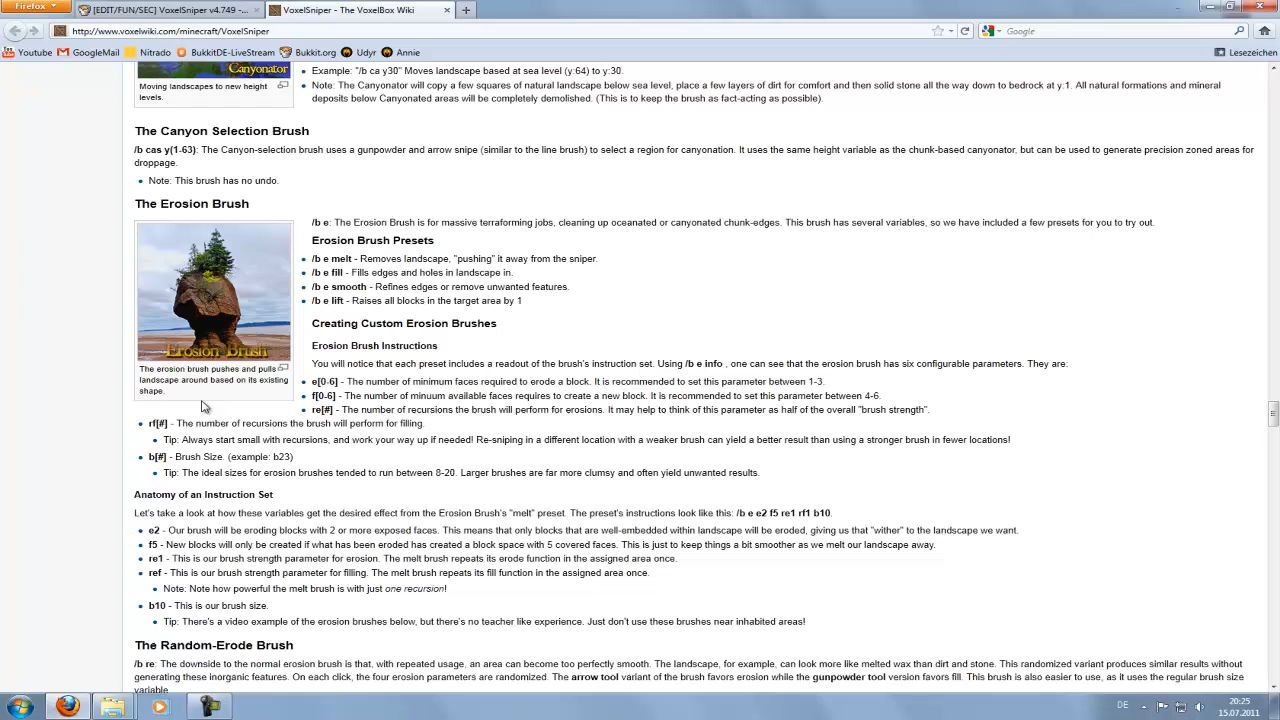 Firefox
[EDIT/FUN/SEC] VoxelSniper v4.749 -...
VoxelSniper - The VoxelBox Wiki
http://www.voxelwiki.com/minecraft/VoxelSniper
Google
Youtube GoogleMail Nitrado BukkitDE-LiveStream Bukkit.org Udyr Annie Lesezeichen
Canyonator
Moving landscapes to new height
levels.
Example: "/b ca y30" Moves landscape based at sea level (y:64) to y:30.
Note: The Canyonator will copy a few squares of natural landscape below sea level, place a few layers of dirt for comfort and then solid stone all the way down to bedrock at y:1. All natural formations and mineral
deposits below Canyonated areas will be completely demolished. (This is to keep the brush as fact-acting as possible).
The Canyon Selection Brush
/b cas y(1-63): The Canyon-selection brush uses a gunpowder and arrow snipe (similar to the line brush) to select a region for canyonation. It uses the same height variable as the chunk-based canyonator, but can be used to generate precision zoned areas for
droppage.
Note: This brush has no undo.
The Erosion Brush
Erosion Brush
The erosion brush pushes and pulls
landscape around based on its existing
shape.
/b e: The Erosion Brush is for massive terraforming jobs, cleaning up oceanated or canyonated chunk-edges. This brush has several variables, so we have included a few presets for you to try out.
Erosion Brush Presets
/b e melt - Removes landscape, "pushing" it away from the sniper.
/b e fill - Fills edges and holes in landscape in.
/b e smooth - Refines edges or remove unwanted features.
/b e lift - Raises all blocks in the target area by 1
Creating Custom Erosion Brushes
Erosion Brush Instructions
You will notice that each preset includes a readout of the brush's instruction set. Using /b e info , one can see that the erosion brush has six configurable parameters. They are:
e[0-6] - The number of minimum faces required to erode a block. It is recommended to set this parameter between 1-3.
f[0-6] - The number of minuum available faces requires to create a new block. It is recommended to set this parameter between 4-6.
re[#] - The number of recursions the brush will perform for erosions. It may help to think of this parameter as half of the overall "brush strength".
rf[#] - The number of recursions the brush will perform for filling.
Tip: Always start small with recursions, and work your way up if needed! Re-sniping in a different location with a weaker brush can yield a better result than using a stronger brush in fewer locations!
b[#] - Brush Size. (example: b23)
Tip: The ideal sizes for erosion brushes tended to run between 8-20. Larger brushes are far more clumsy and often yield unwanted results.
Anatomy of an Instruction Set
Let's take a look at how these variables get the desired effect from the Erosion Brush's "melt" preset. The preset's instructions look like this: /b e e2 f5 re1 rf1 b10.
e2 - Our brush will be eroding blocks with 2 or more exposed faces. This means that only blocks that are well-embedded within landscape will be eroded, giving us that "wither" to the landscape we want.
f5 - New blocks will only be created if what has been eroded has created a block space with 5 covered faces. This is just to keep things a bit smoother as we melt our landscape away.
re1 - This is our brush strength parameter for erosion. The melt brush repeats its erode function in the assigned area once.
ref - This is our brush strength parameter for filling. The melt brush repeats its fill function in the assigned area once.
Note: Note how powerful the melt brush is with just one recursion!
b10 - This is our brush size.
Tip: There's a video example of the erosion brushes below, but there's no teacher like experience. Just don't use these brushes near inhabited areas!
The Random-Erode Brush
/b re: The downside to the normal erosion brush is that, with repeated usage, an area can become too perfectly smooth. The landscape, for example, can look more like melted wax than dirt and stone. This randomized variant produces similar results without
generating these inorganic features. On each click, the four erosion parameters are randomized. The arrow tool variant of the brush favors erosion while the gunpowder tool version favors fill. This brush is also easier to use, as it uses the regular brush size
variable
DE
20:25
15.07.2011